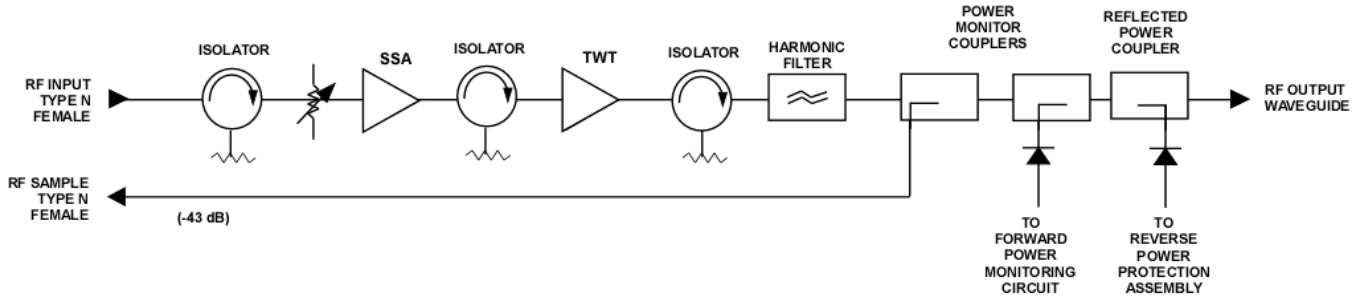 POWER
MONITOR
COUPLERS
REFLECTED
POWER
COUPLER
ISOLATOR
SSA
ISOLATOR
TWT
ISOLATOR
HARMONIC
FILTER
RF INPUT
TYPE N
FEMALE
RF OUTPUT
WAVEGUIDE
RF SAMPLE
TYPE N
FEMALE
(-43 dB)
TO
FORWARD
POWER
MONITORING
CIRCUIT
TO
REVERSE
POWER
PROTECTION
ASSEMBLY